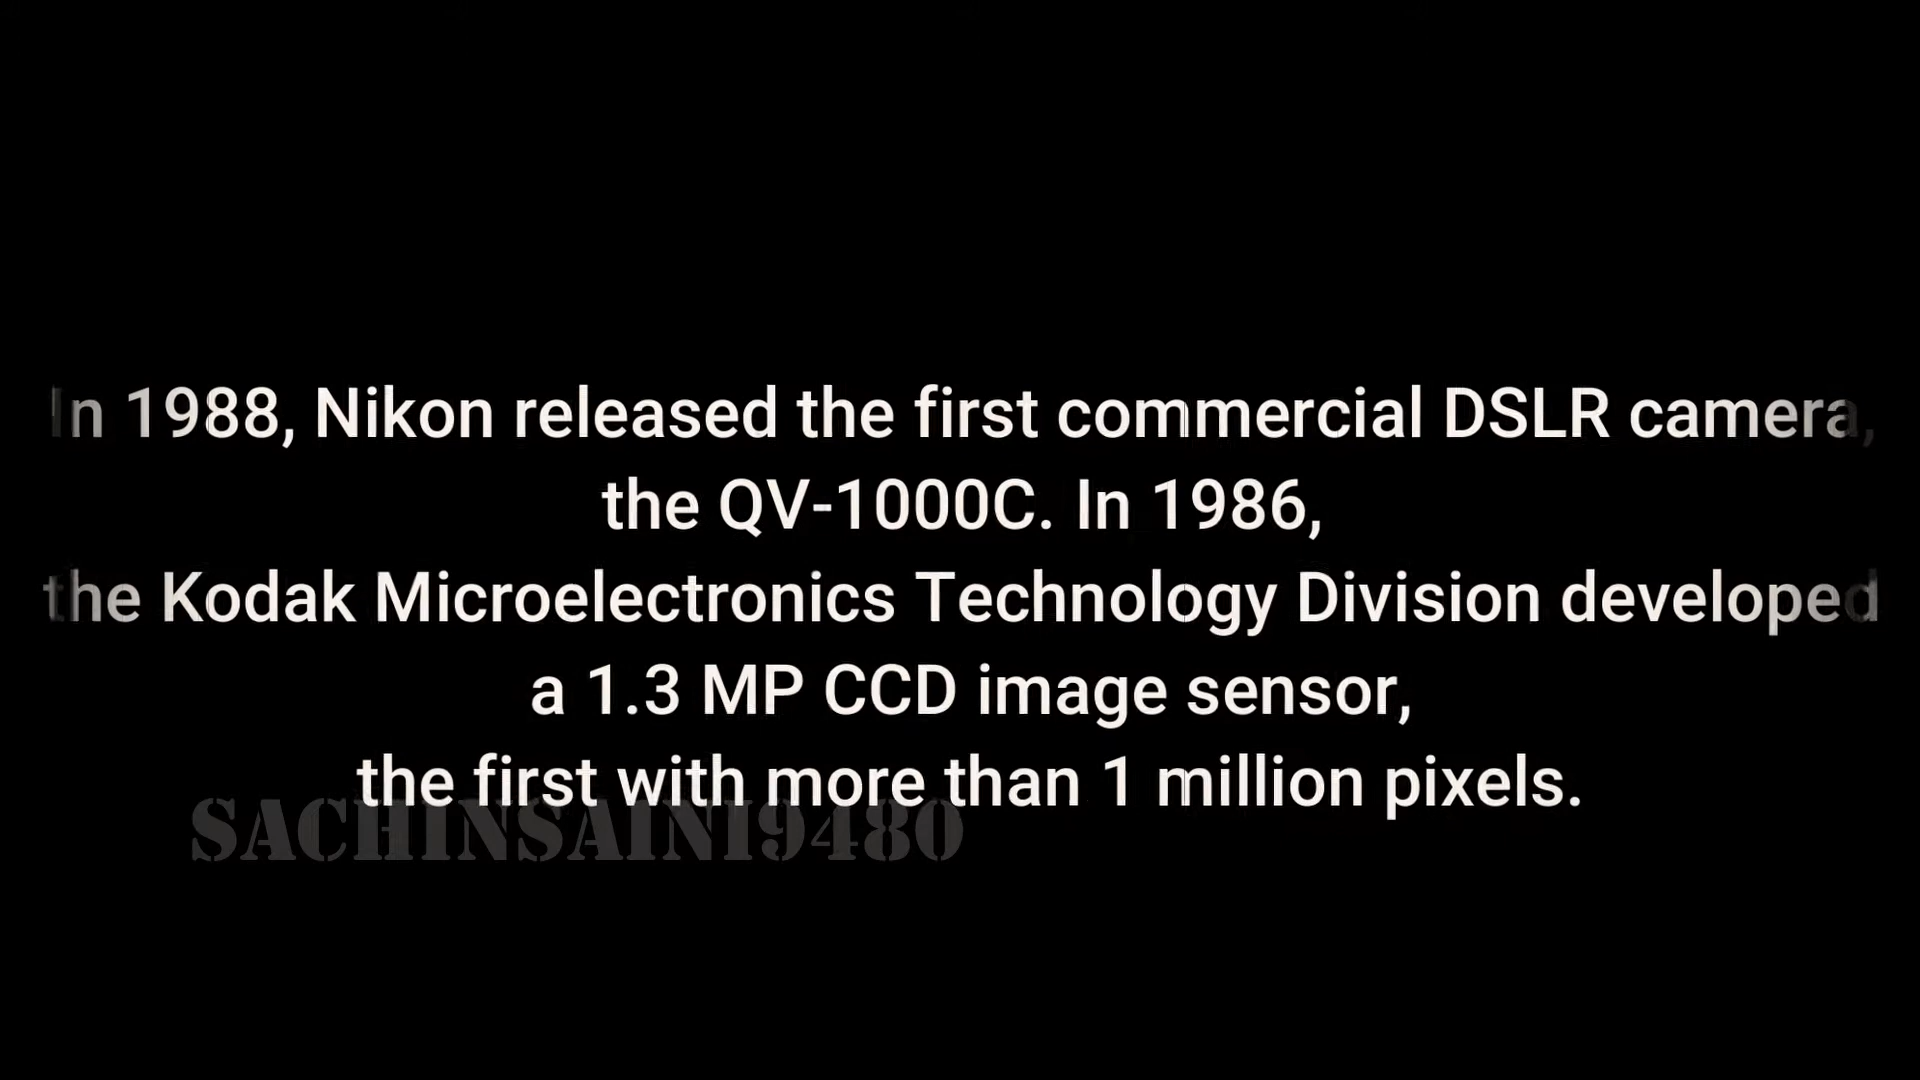 In 1988, Nikon released the first commercial DSLR camera,
the QV-1000C. In 1986,
the Kodak Microelectronics Technology Division developed
a 1.3 MP CCD image sensor,
the first with more than 1 million pixels.
SACHINSAINI9480